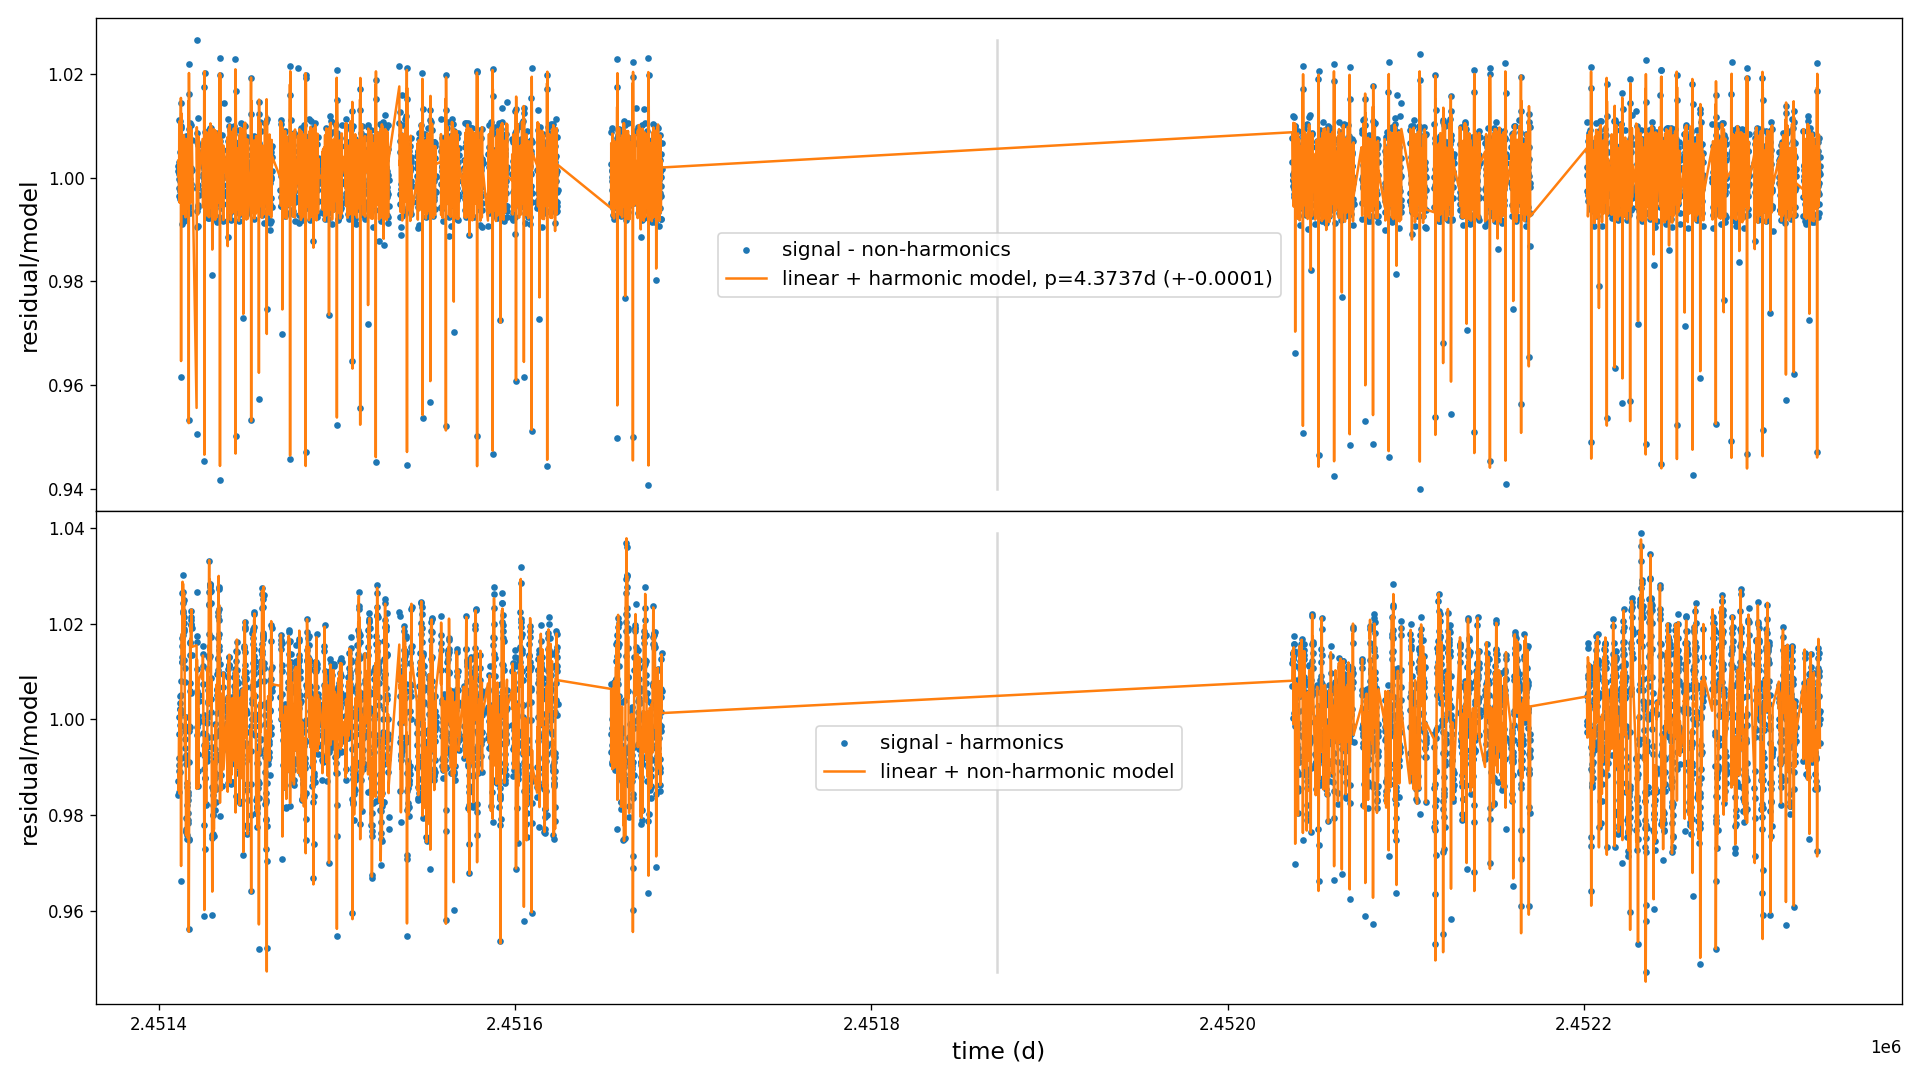 1.02
1.00
0.98
0.96
0.94
residual/model
signal - non-harmonics
linear + harmonic model, p=4.3737d (+-0.0001)
1.04
1.02
1.00
0.98
0.96
residual/model
signal - harmonics
linear + non-harmonic model
2.4514 2.4516 2.4518 2.4520 2.4522
1e6
time (d)